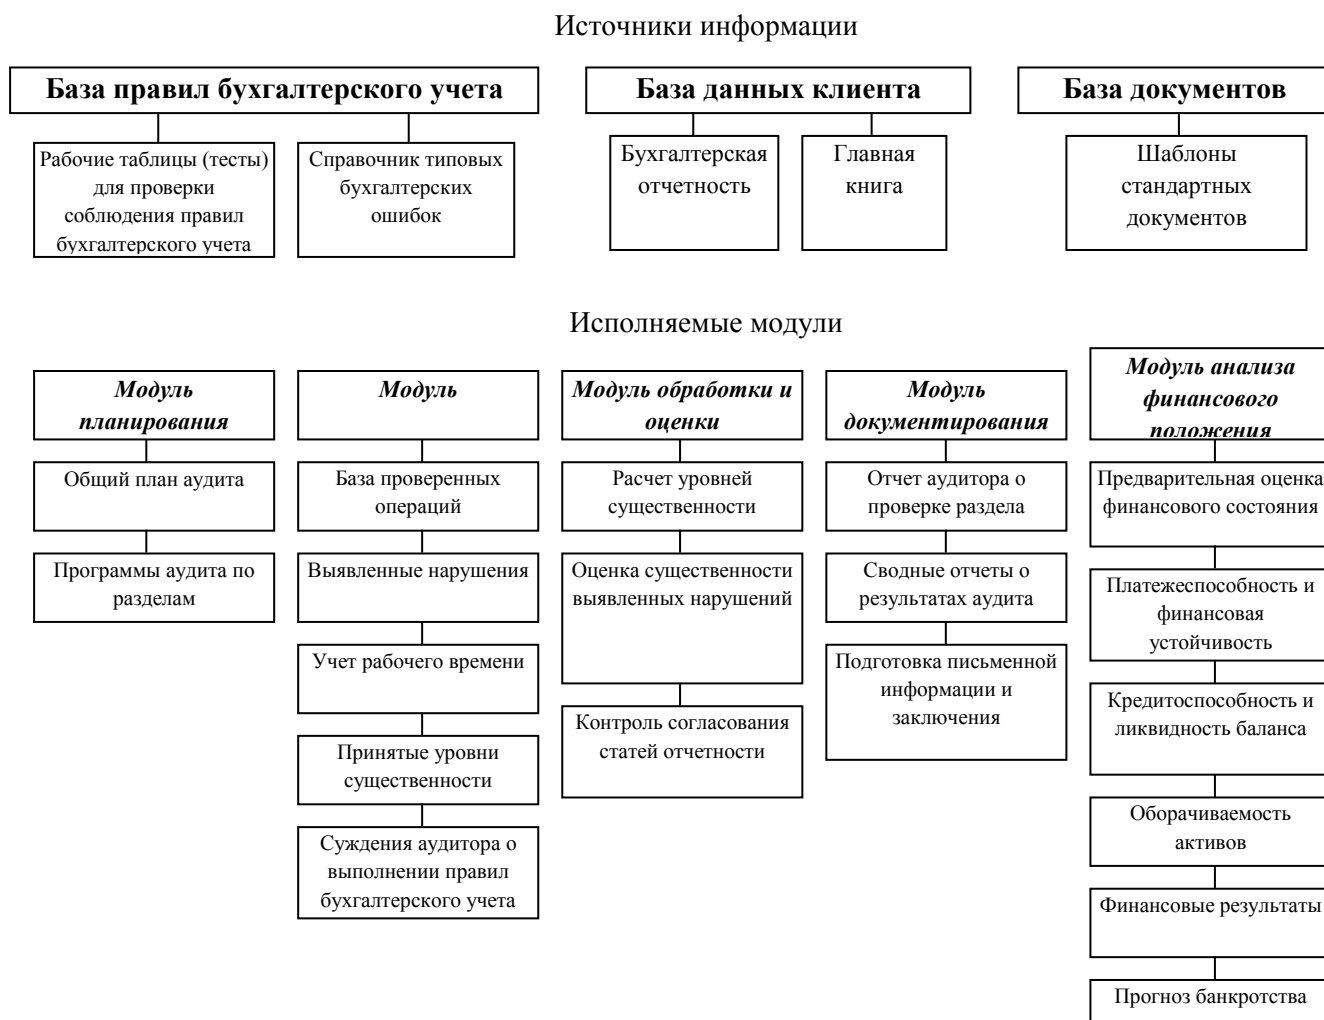 Источники информации
База правил бухгалтерского учета
Рабочие таблицы (тесты)
для проверки
соблюдения правил
бухгалтерского учета
Справочник типовых
бухгалтерских
ошибок
База данных клиента
Бухгалтерская
отчетность
Главная
книга
База документов
Шаблоны
стандартных
документов
Исполняемые модули
Модуль
планирования
Общий план аудита
Программы аудита по
разделам
Модуль
База проверенных
операций
Выявленные нарушения
Учет рабочего времени
Принятые уровни
существенности
Суждения аудитора о
выполнении правил
бухгалтерского учета
Модуль обработки и
оценки
Расчет уровней
существенности
Оценка существенности
выявленных нарушений
Контроль согласования
статей отчетности
Модуль
документирования
Отчет аудитора о
проверке раздела
Сводные отчеты о
результатах аудита
Подготовка письменной
информации и
заключения
Модуль анализа
финансового
положения
Предварительная оценка
финансового состояния
Платежеспособность и
финансовая
устойчивость
Кредитоспособность и
ликвидность баланса
Оборачиваемость
активов
Финансовые результаты
Прогноз банкротства